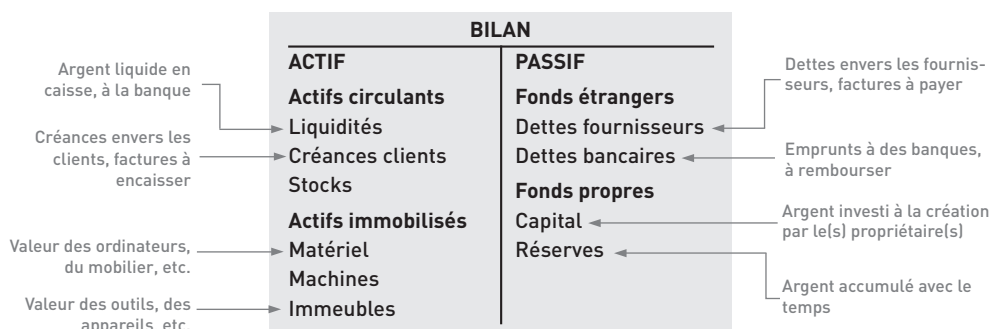 BILAN
ACTIF
Actifs circulants
Liquidités
Créances clients
Stocks
Actifs immobilisés
Matériel
Machines
Immeubles
PASSIF
Fonds étrangers
Dettes fournisseurs
Dettes bancaires
Fonds propres
Capital
Réserves
Argent liquide en
caisse, à la banque
Créances envers les
clients, factures à
encaisser
Valeur des ordinateurs,
du mobilier, etc.
Valeur des outils, des
appareils, etc.
Dettes envers les fournis-
seurs, factures à payer
Emprunts à des banques,
à rembourser
Argent investi à la création
par le(s) propriétaire(s)
Argent accumulé avec le
temps